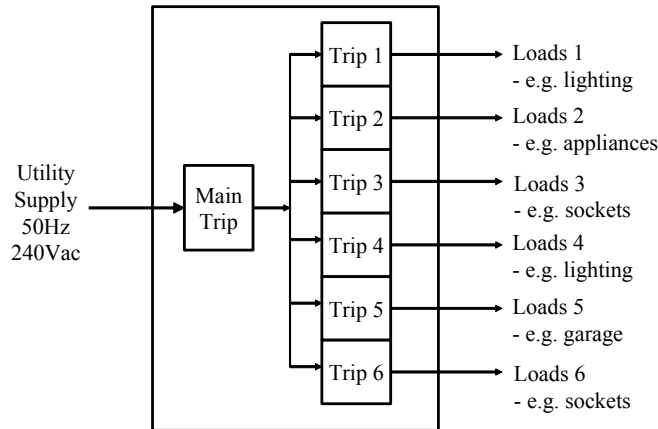 Utility
Supply
50Hz
240Vac
Main
Trip
Trip 1
Trip 2
Trip 3
Trip 4
Trip 5
Trip 6
Loads 1
- e.g. lighting
Loads 2
- e.g. appliances
Loads 3
- e.g. sockets
Loads 4
- e.g. lighting
Loads 5
- e.g. garage
Loads 6
- e.g. sockets